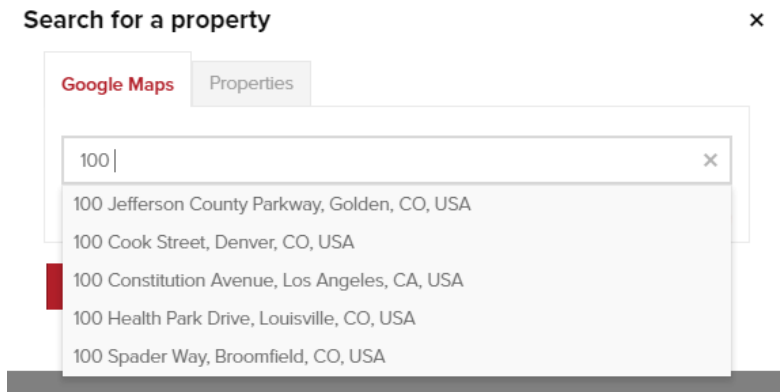 Search for a property
Google Maps
Properties
100
100 Jefferson County Parkway, Golden, CO, USA
100 Cook Street, Denver, CO, USA
100 Constitution Avenue, Los Angeles, CA, USA
100 Health Park Drive, Louisville, CO, USA
100 Spader Way, Broomfield, CO, USA